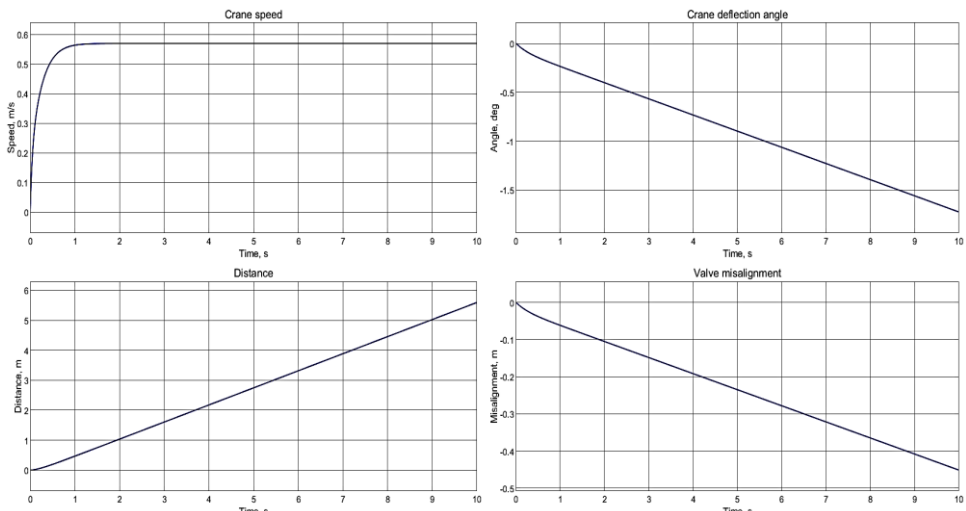 Crane speed
0.6
0.5
0.4
0.3
0.2
0.1
0
Speed, m/s
0 1 2 3 4 5 6 7 8 9 10
Time, s
Crane deflection angle
0
-0.5
-1
-1.5
Angle, deg
0 1 2 3 4 5 6 7 8 9 10
Time, s
Distance
6
5
4
3
2
1
0
Distance, m
0 1 2 3 4 5 6 7 8 9 10
Time, s
Valve misalignment
0
-0.1
-0.2
-0.3
-0.4
-0.5
Misalignment, m
0 1 2 3 4 5 6 7 8 9 10
Time, s